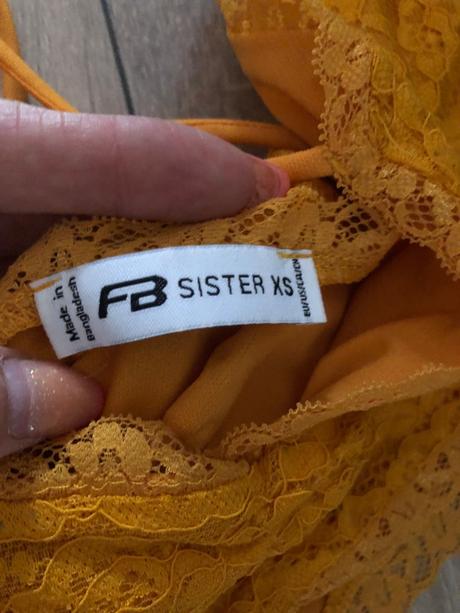 Made in
Bangladesh
FB SISTER XS
EU/US/CA/CN